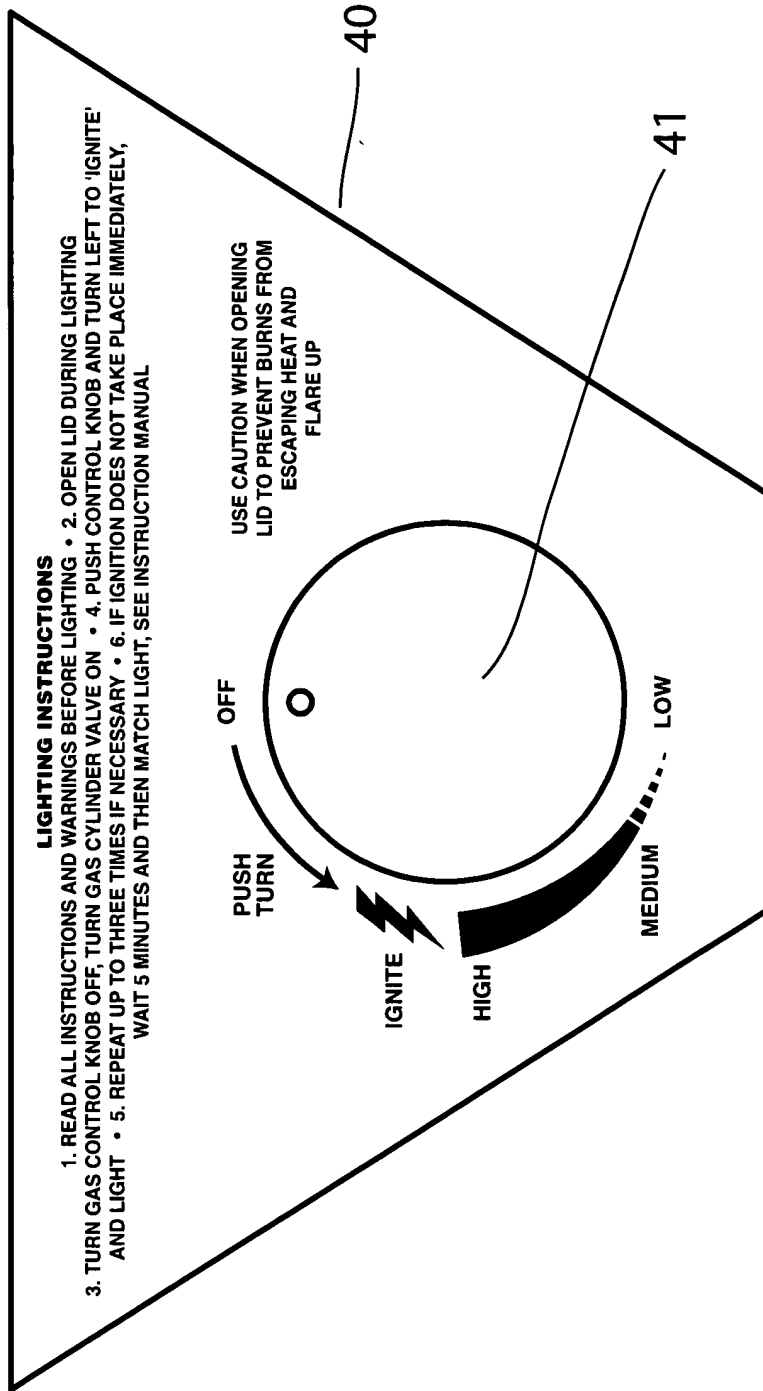 LIGHTING INSTRUCTIONS
1. READ ALL INSTRUCTIONS AND WARNINGS BEFORE LIGHTING • 2. OPEN LID DURING LIGHTING
3. TURN GAS CONTROL KNOB OFF, TURN GAS CYLINDER VALVE ON • 4. PUSH CONTROL KNOB AND TURN LEFT TO 'IGNITE'
AND LIGHT • 5. REPEAT UP TO THREE TIMES IF NECESSARY • 6. IF IGNITION DOES NOT TAKE PLACE IMMEDIATELY,
WAIT 5 MINUTES AND THEN MATCH LIGHT, SEE INSTRUCTION MANUAL
OFF
PUSH
TURN
IGNITE
HIGH
MEDIUM
LOW
USE CAUTION WHEN OPENING
LID TO PREVENT BURNS FROM
ESCAPING HEAT AND
FLARE UP
40
41